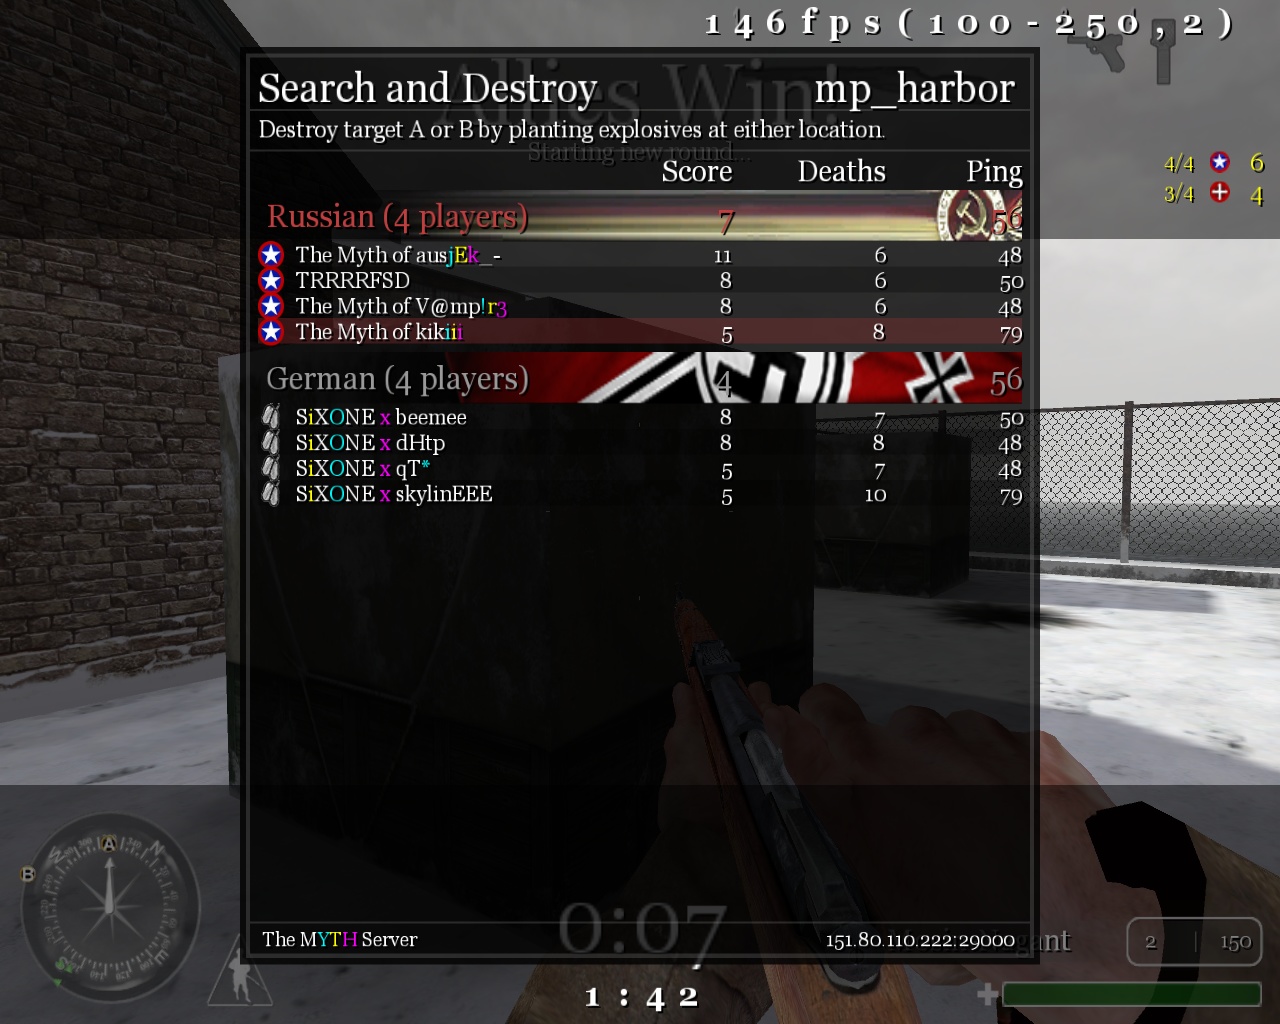 146fps(100-250,2)
Allies Win!
Search and Destroy mp_harbor
Destroy target A or B by planting explosives at either location.
Starting new round...
Score Deaths Ping
4/4 6
3/4 4
Russian (4 players) 7 56
The Myth of ausjEk_- 11 6 48
TRRRRFSD 8 6 50
The Myth of V@mp!r3 8 6 48
The Myth of kikiii 5 8 79
German (4 players) 4 56
SiXONE x beemee 8 7 50
SiXONE x dHtp 8 8 48
SiXONE x qT* 5 7 48
SiXONE x skylinEEE 5 10 79
A
B
N
0:07
The MYTH Server 151.80.110.222:29000
2 | 150
1:42